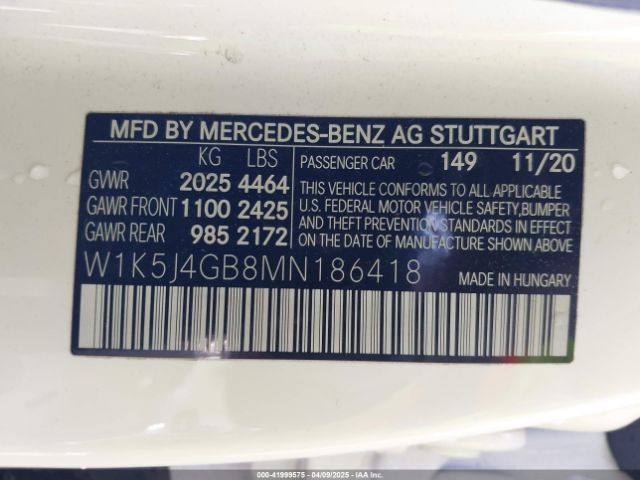 MFD BY MERCEDES-BENZ AG STUTTGART
KG LBS
GVWR 2025 4464
GAWR FRONT 1100 2425
GAWR REAR 985 2172
PASSENGER CAR 149 11/20
THIS VEHICLE CONFORMS TO ALL APPLICABLE
U.S. FEDERAL MOTOR VEHICLE SAFETY, BUMPER
AND THEFT PREVENTION STANDARDS IN EFFECT
ON THE DATE OF MANUFACTURE SHOWN ABOVE.
W1K5J4GB8MN186418 MADE IN HUNGARY
000-41999575 - 04/09/2025 - IAAI, Inc.